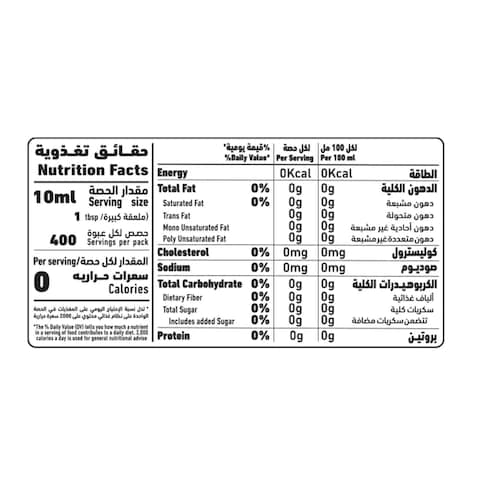 حقائق تغذوية
Nutrition Facts
10ml مقدار الحصة
Serving size
1 tbsp / ملعقة كبيرة)
400 حصص لكل عبوة
Servings per pack
Per serving/المقدار لكل حصة
0 سعرات حراريه
Calories
* تدل نسبة الإحتياج اليومي على المغذيات في الحصة
الواحدة على نظام غذائي محتوي على 2000 سعرة حرارية
*The % Daily Value (DV) tells you how much a nutrient
in a serving of food contributes to a daily diet. 2,000
calories a day is used for general nutritional advice
%قيمة يومية* لكل حصة لكل 100 مل
%Daily Value* Per Serving Per 100 ml
Energy 0Kcal 0Kcal الطاقة
Total Fat 0% 0g 0g الدهون الكلية
Saturated Fat 0% 0g 0g دهون مشبعة
Trans Fat 0g 0g دهون متحولة
Mono Unsaturated Fat 0g 0g دهون أحادية غير مشبعة
Poly Unsaturated Fat 0g 0g دهون متعددة غير مشبعة
Cholesterol 0% 0mg 0mg كوليسترول
Sodium 0% 0mg 0mg صوديوم
Total Carbohydrate 0% 0g 0g الكربوهيدرات الكلية
Dietary Fiber 0% 0g 0g ألياف غذائية
Total Sugar 0% 0g 0g سكريات كلية
Includes added Sugar 0% 0g 0g تتضمن سكريات مضافة
Protein 0% 0g 0g بروتين